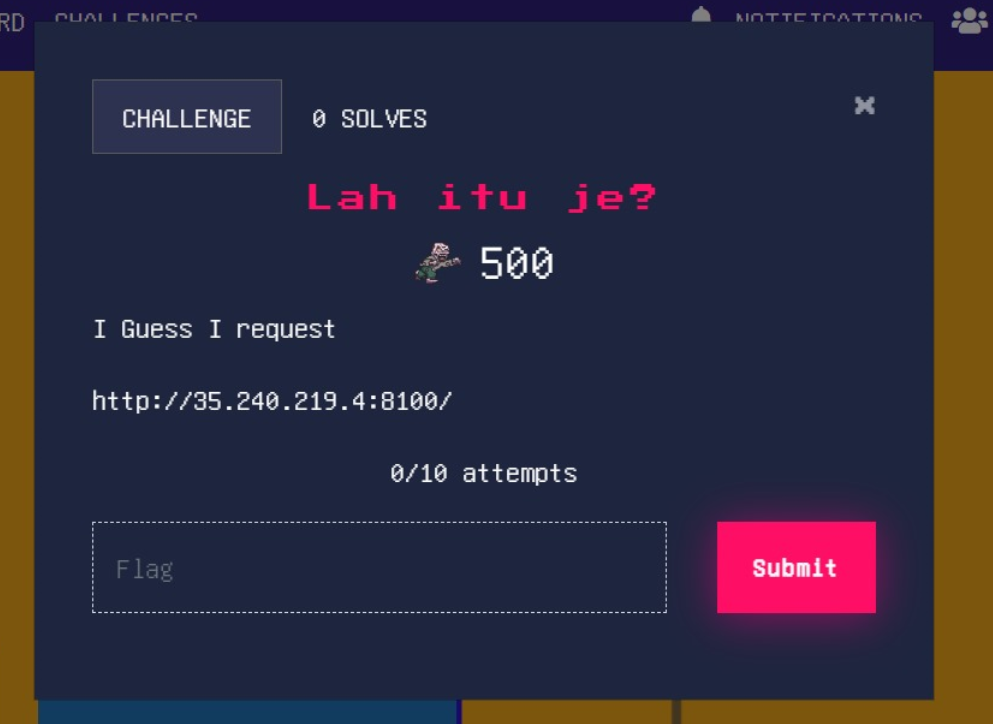 RD CHALLENGES NOTIFICATIONS
CHALLENGE 0 SOLVES
Lah itu je?
500
I Guess I request
http://35.240.219.4:8100/
0/10 attempts
Flag
Submit